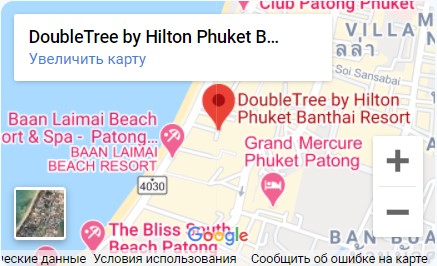 Club Patong Phuket
DoubleTree by Hilton Phuket B...
Увеличить карту
VILLA
ลล่า
Soi Sansabai
DoubleTree by Hilton
Phuket Banthai Resort
Baan Laimai Beach
ort & Spa - Patong...
BAAN LAIMAI
BEACH RESORT
Grand Mercure
Phuket Patong
4030
The Bliss South
Beach Patong
Google
BAN BUA
ческие данные
Условия использования
Сообщить об ошибке на карте